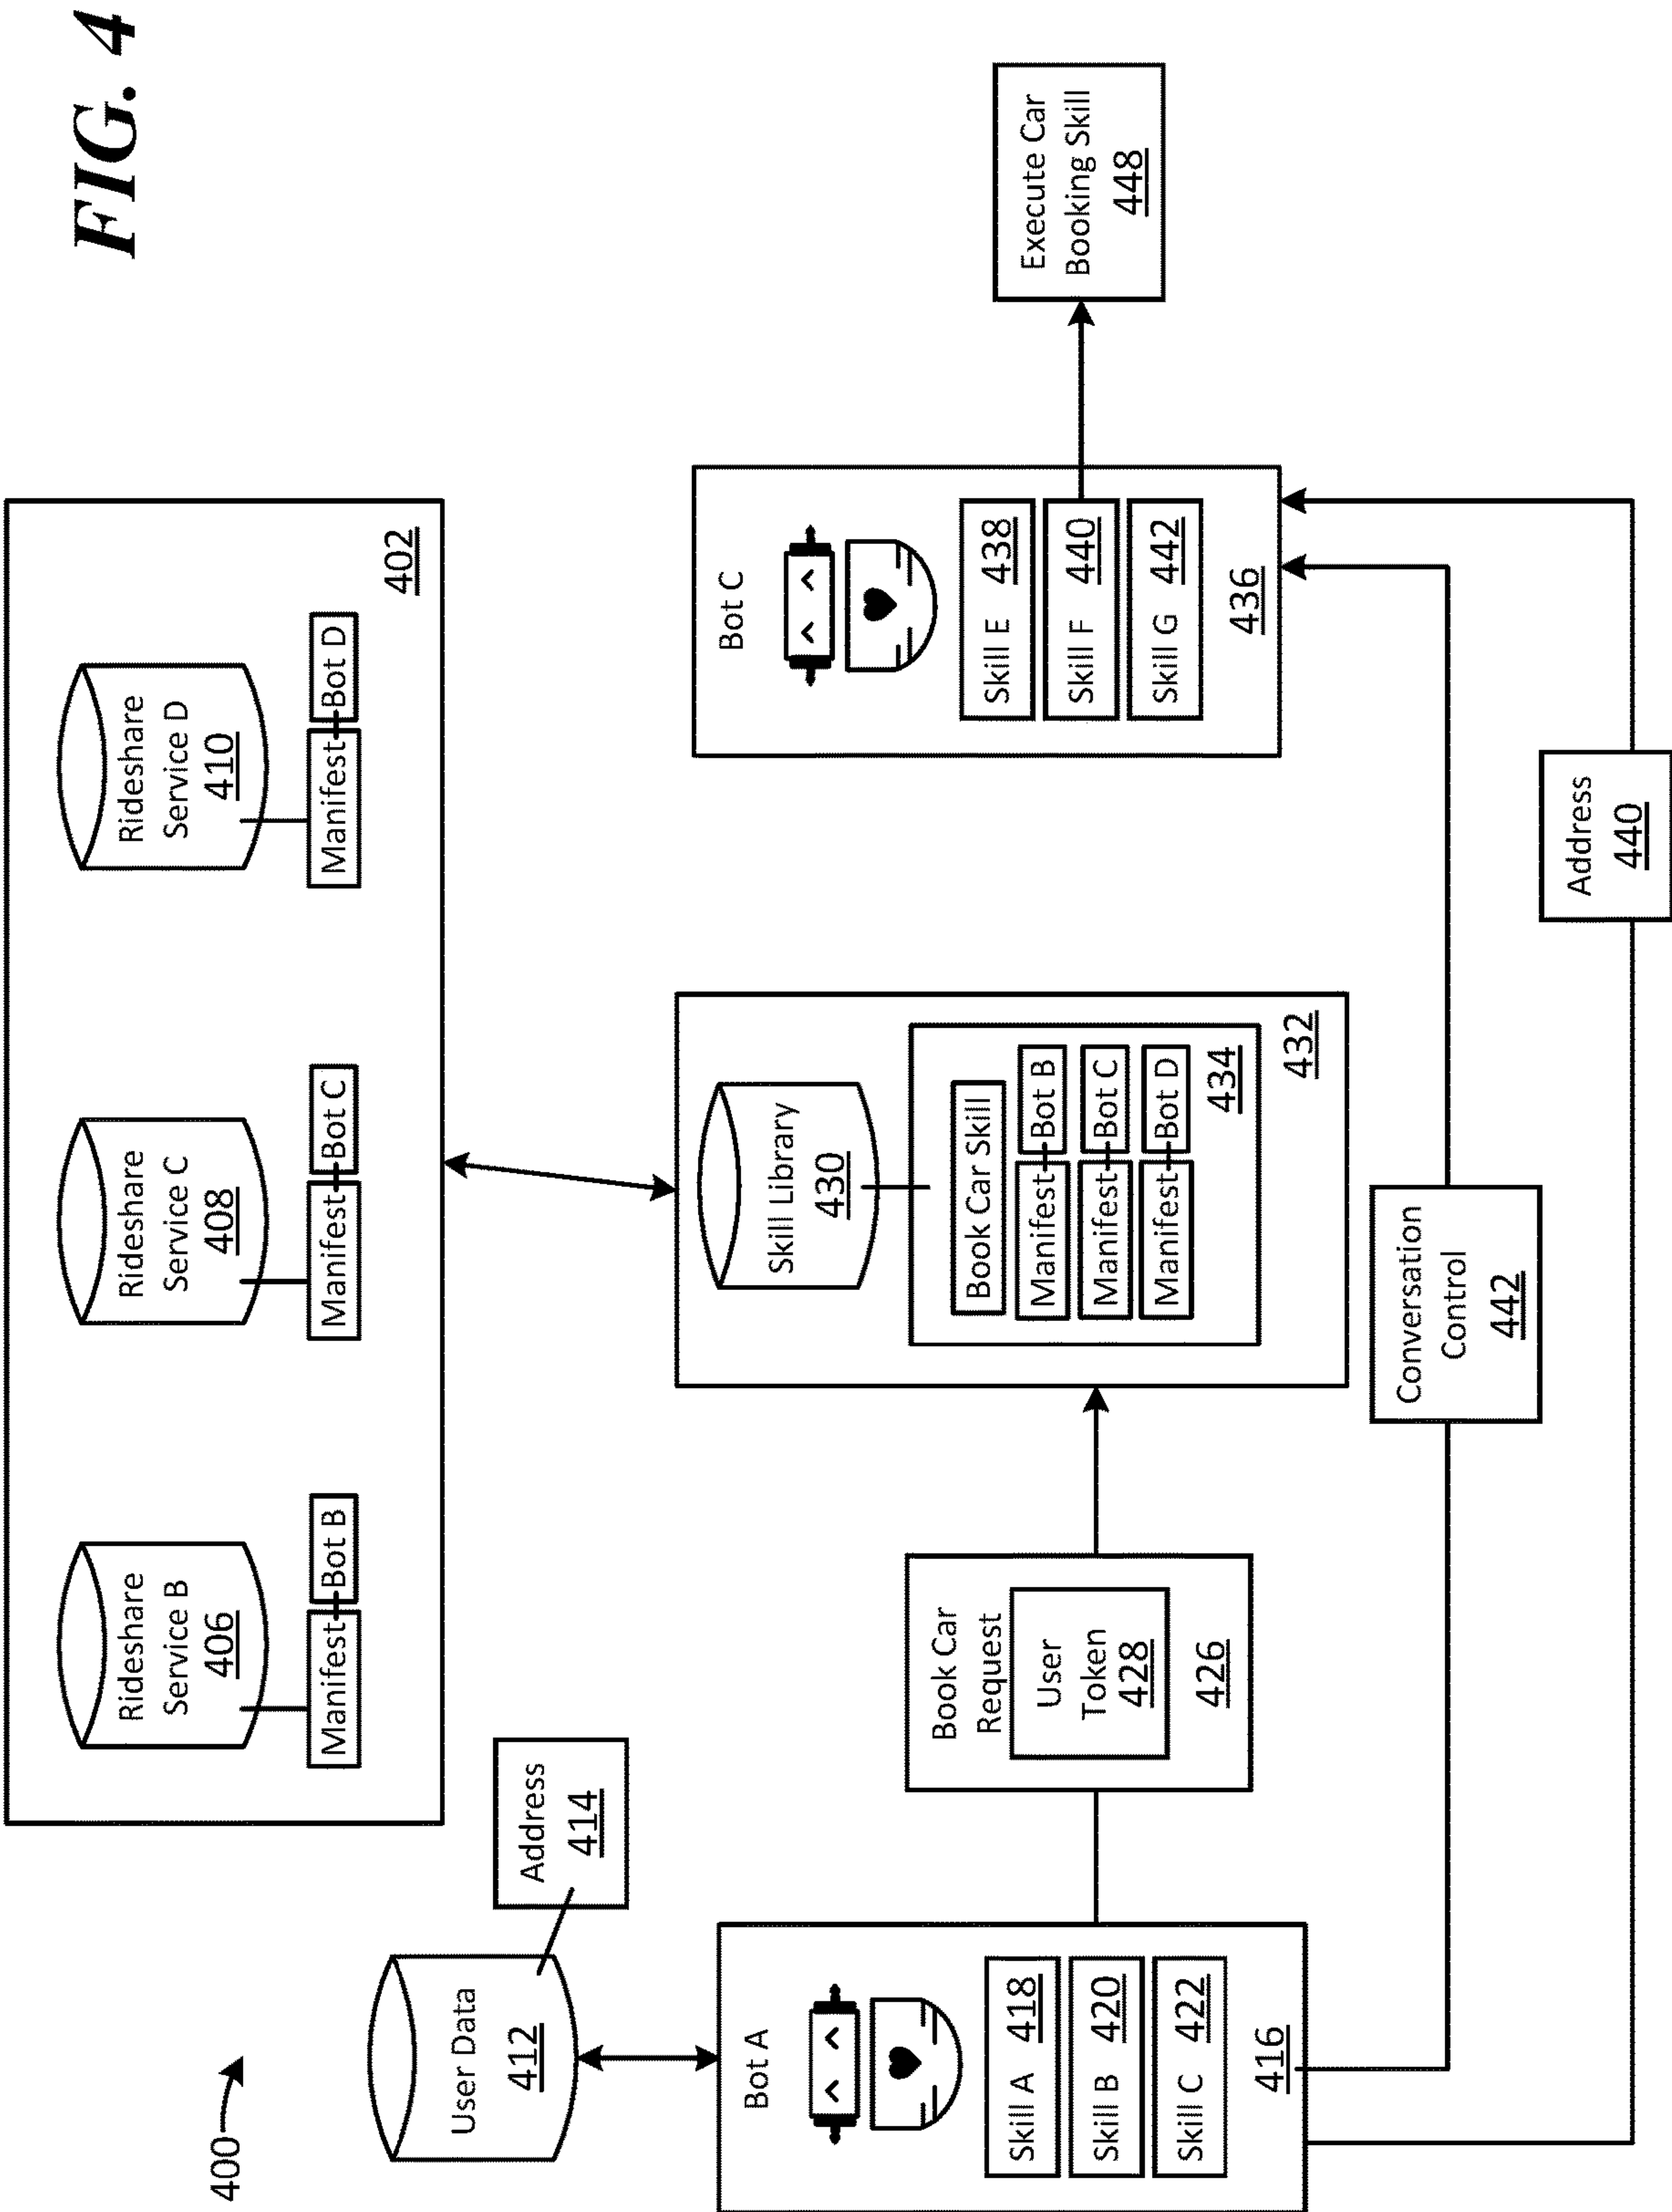 FIG. 4
400
Rideshare
Service B
406
Manifest
Bot B
Rideshare
Service C
408
Manifest
Bot C
Rideshare
Service D
410
Manifest
Bot D
402
User Data
412
Address
414
Bot A
Skill A 418
Skill B 420
Skill C 422
416
Book Car
Request
User
Token
428
426
Skill Library
430
Book Car Skill
Manifest
Bot B
Manifest
Bot C
Manifest
Bot D
434
432
Bot C
Skill E 438
Skill F 440
Skill G 442
436
Execute Car
Booking Skill
448
Conversation
Control
442
Address
440